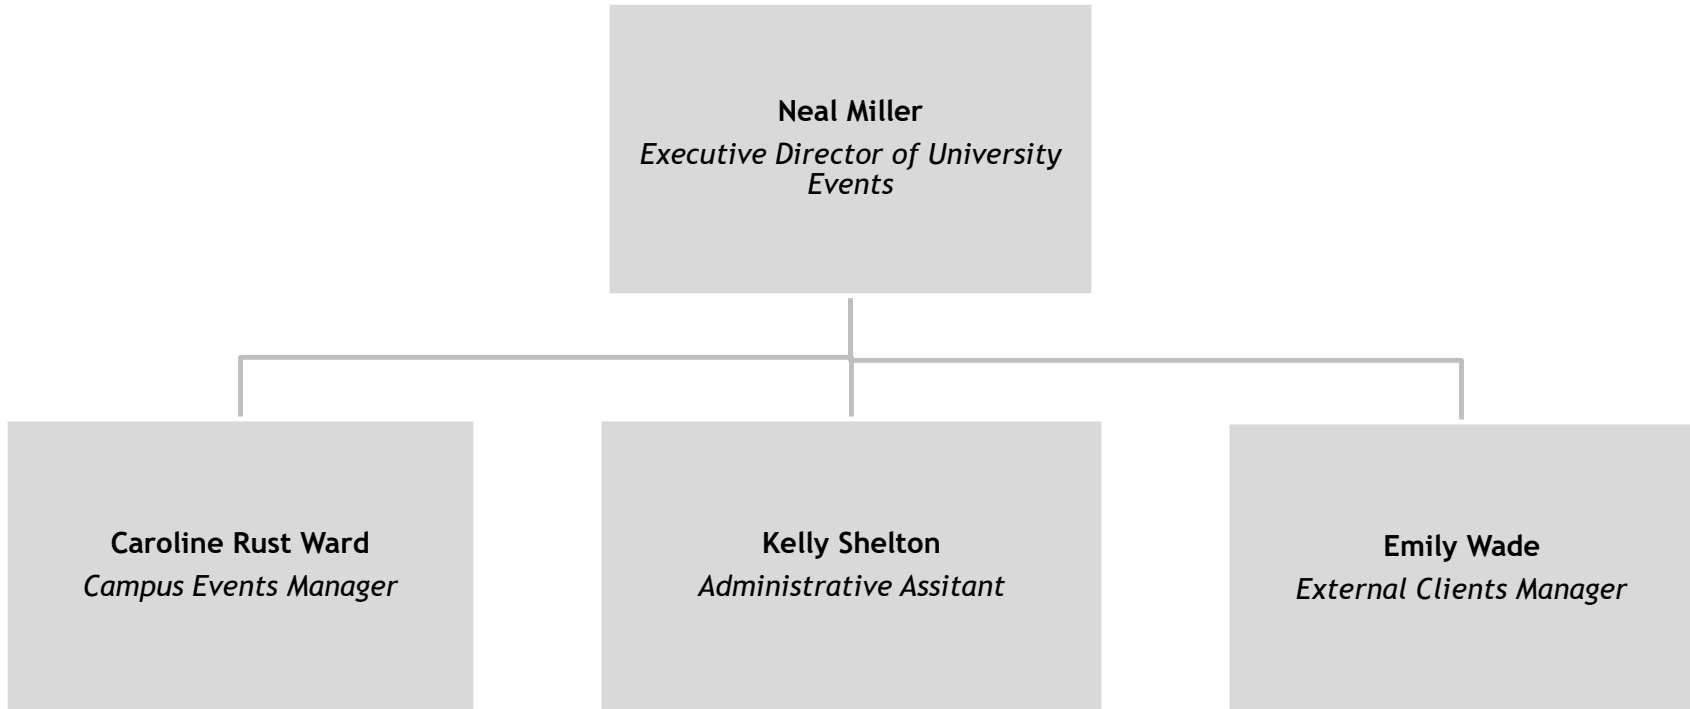 Neal Miller
Executive Director of University
Events
Caroline Rust Ward
Campus Events Manager
Kelly Shelton
Administrative Assitant
Emily Wade
External Clients Manager